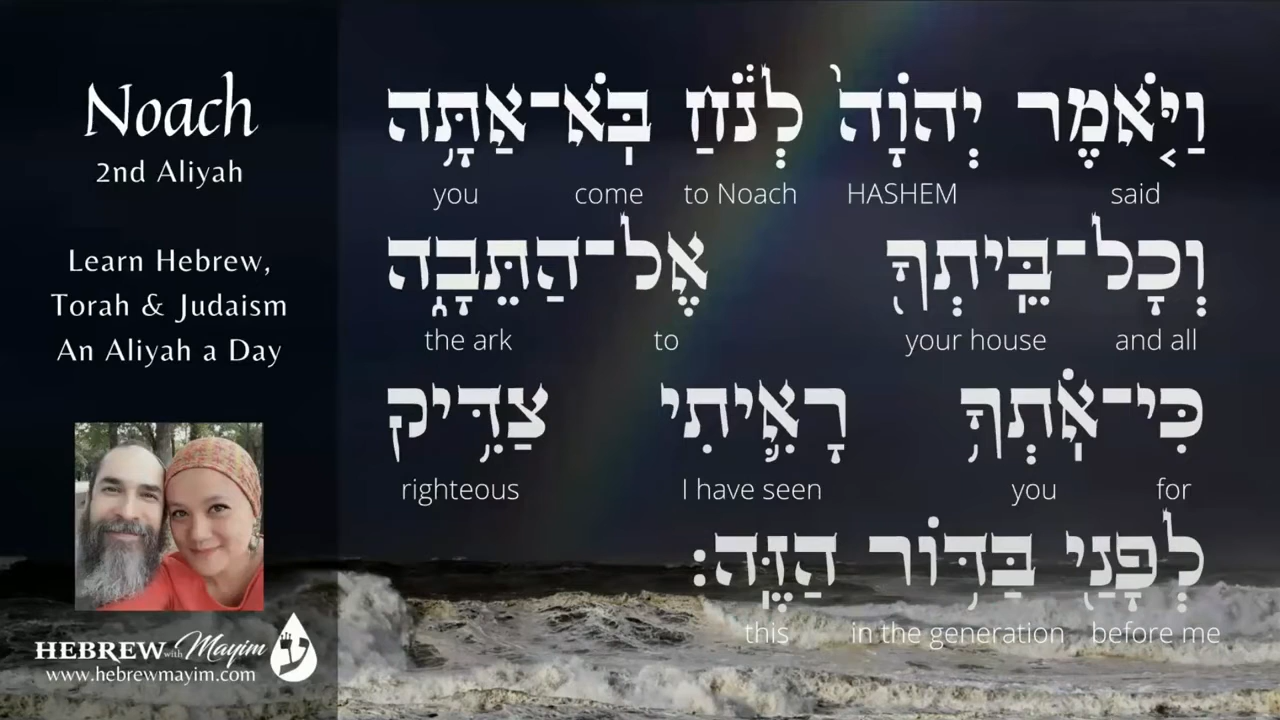 Noach
2nd Aliyah
Learn Hebrew,
Torah & Judaism
An Aliyah a Day
HEBREW with Mayim
www.hebrewmayim.com
וַיֹּ֤אמֶר יְהוָֹה֙ לְנֹ֔חַ בֹּֽא־אַתָּ֥ה
you come to Noach HASHEM said
וְכָל־בֵּֽיתְךָ֖ אֶל־הַתֵּבָ֑ה
the ark to your house and all
כִּי־אֹֽתְךָ֥ רָאִ֛יתִי צַדִּ֥יק
righteous I have seen you for
לְפָנַ֖י בַּדּ֥וֹר הַזֶּֽה׃
this in the generation before me